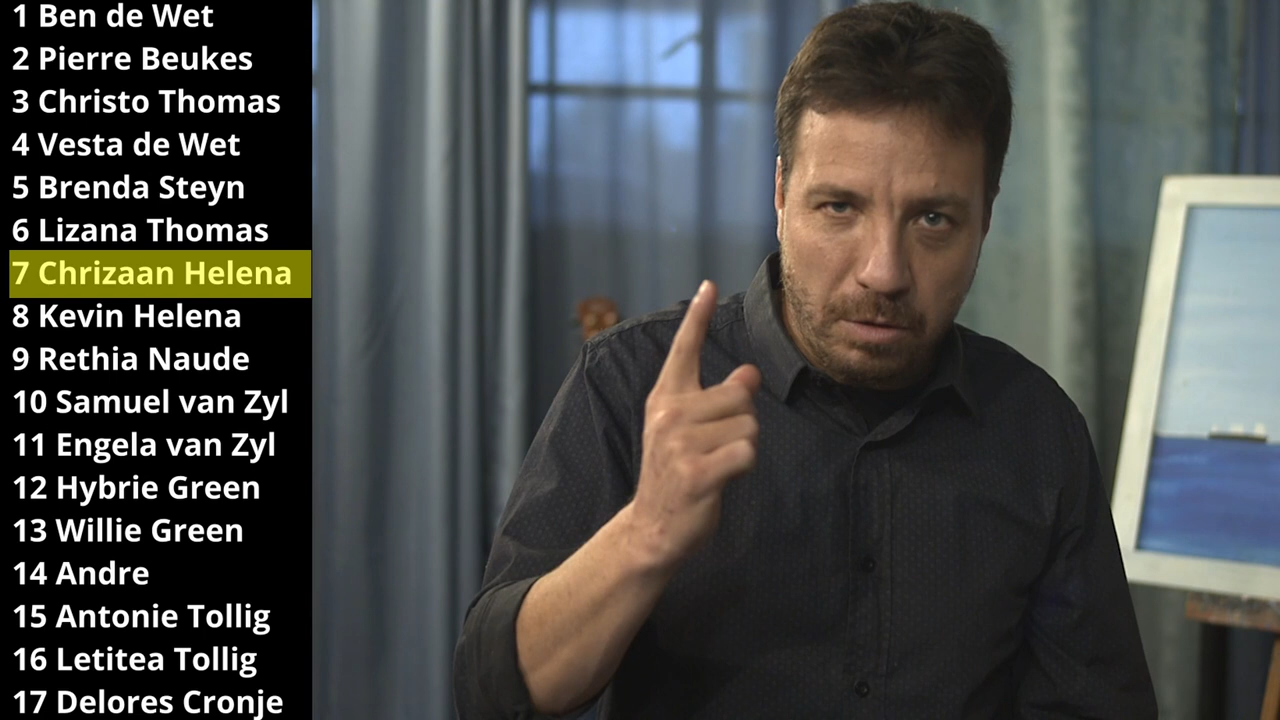 1 Ben de Wet
2 Pierre Beukes
3 Christo Thomas
4 Vesta de Wet
5 Brenda Steyn
6 Lizana Thomas
7 Chrizaan Helena
8 Kevin Helena
9 Rethia Naude
10 Samuel van Zyl
11 Engela van Zyl
12 Hybrie Green
13 Willie Green
14 Andre
15 Antonie Tollig
16 Letitea Tollig
17 Delores Cronje